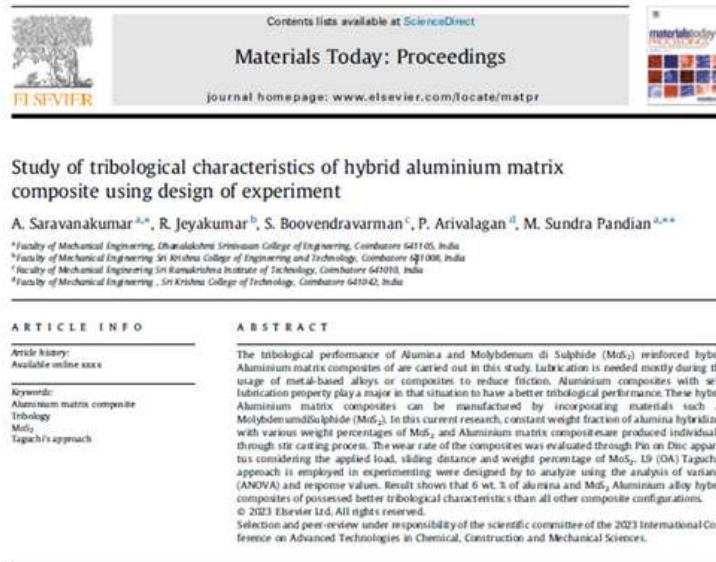 Contents lists available at ScienceDirect
Materials Today: Proceedings
journal homepage: www.elsevier.com/locate/matpr
ELSEVIER
materialstoday
PROCEEDINGS
Study of tribological characteristics of hybrid aluminium matrix
composite using design of experiment
A. Saravanakumar a,*, R. Jeyakumar b, S. Boovendravarman c, P. Arivalagan d, M. Sundra Pandian a,**
a Faculty of Mechanical Engineering, Dhanalakshmi Srinivasan College of Engineering, Coimbatore 641105, India
b Faculty of Mechanical Engineering Sri Krishna College of Engineering and Technology, Coimbatore 641008, India
c Faculty of Mechanical Engineering Sri Ramakrishna Institute of Technology, Coimbatore 641010, India
d Faculty of Mechanical Engineering , Sri Krishna College of Technology, Coimbatore 641042, India
ARTICLE INFO
Article history:
Available online xxxx
Keywords:
Aluminium matrix composite
Tribology
MoS2
Taguchi's approach
ABSTRACT
The tribological performance of Alumina and Molybdenum di Sulphide (MoS2) reinforced hybr
Aluminium matrix composites of are carried out in this study. Lubrication is needed mostly during th
usage of metal-based alloys or composites to reduce friction. Aluminium composites with se
lubrication property play a major in that situation to have a better tribological performance. These hybr
Aluminium matrix composites can be manufactured by incorporating materials such
MolybdenumdiSulphide (MoS2). In this current research, constant weight fraction of alumina hybridiz
with various weight percentages of MoS2 and Aluminium matrix compositesare produced individual
through stir casting process. The wear rate of the composites was evaluated through Pin on Disc appar
tus considering the applied load, sliding distance and weight percentage of MoS2. L9 (OA) Taguch
approach is employed in experimenting were designed by to analyze using the analysis of varian
(ANOVA) and response values. Result shows that 6 wt. % of alumina and MoS2 Aluminium alloy hybr
composites of possessed better tribological characteristics than all other composite configurations.
© 2023 Elsevier Ltd. All rights reserved.
Selection and peer-review under responsibility of the scientific committee of the 2023 International Co
ference on Advanced Technologies in Chemical, Construction and Mechanical Sciences.